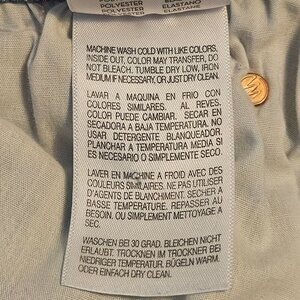 POLYESTER ELASTANO
POLYESTER ELASTANE
MACHINE WASH COLD WITH LIKE COLORS,
INSIDE OUT. COLOR MAY TRANSFER, DO
NOT BLEACH. TUMBLE DRY LOW, IRON
MEDIUM IF NECESSARY, OR JUST DRY CLEAN.
LAVAR A MAQUINA EN FRIO CON
COLORES SIMILARES. AL REVES.
COLOR PUEDE CAMBIAR. SECAR EN
SECADORA A BAJA TEMPERATURA. NO
USAR DETERGENTE BLANQUEADOR.
PLANCHAR A TEMPERATURA MEDIA SI
ES NECESARIO O SIMPLEMENTE SECO.
LAVER EN MACHINE A FROID AVEC DES
COULEURS SIMILAIRES. NE PAS UTILISER
D'AGENTS DE BLANCHIMENT. SECHER A
BASSE TEMPERATURE. REPASSER AU
BESOIN. OU SIMPLEMENT METTOYAGE A
SEC.
WASCHEN BEI 30 GRAD. BLEICHEN NICHT
ERLAUBT. TROCKNEN IM TROCKNER BEI
NIEDRIGER TEMPERATUR. BÜGELN WARM.
ODER EINFACH DRY CLEAN.